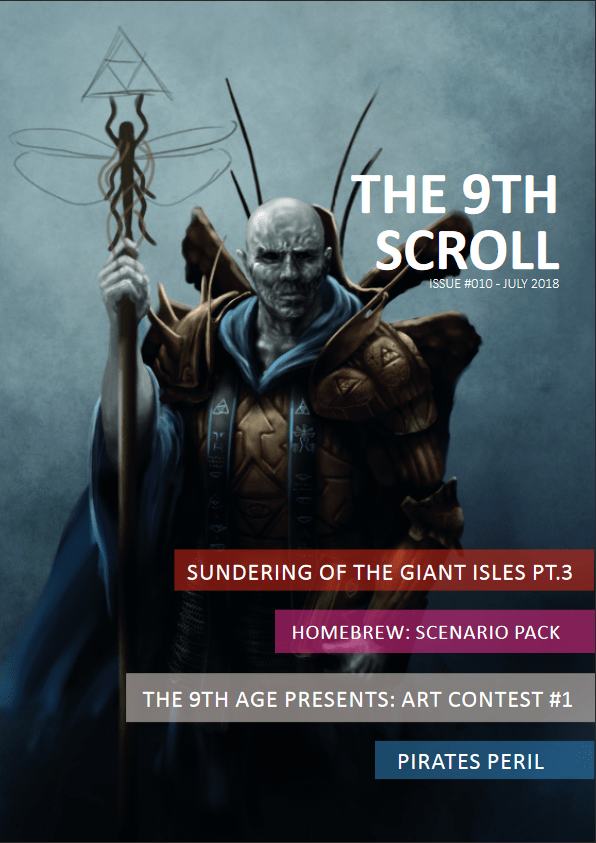 THE 9TH
SCROLL
ISSUE #010 - JULY 2018
SUNDERING OF THE GIANT ISLES PT.3
HOMEBREW: SCENARIO PACK
THE 9TH AGE PRESENTS: ART CONTEST #1
PIRATES PERIL